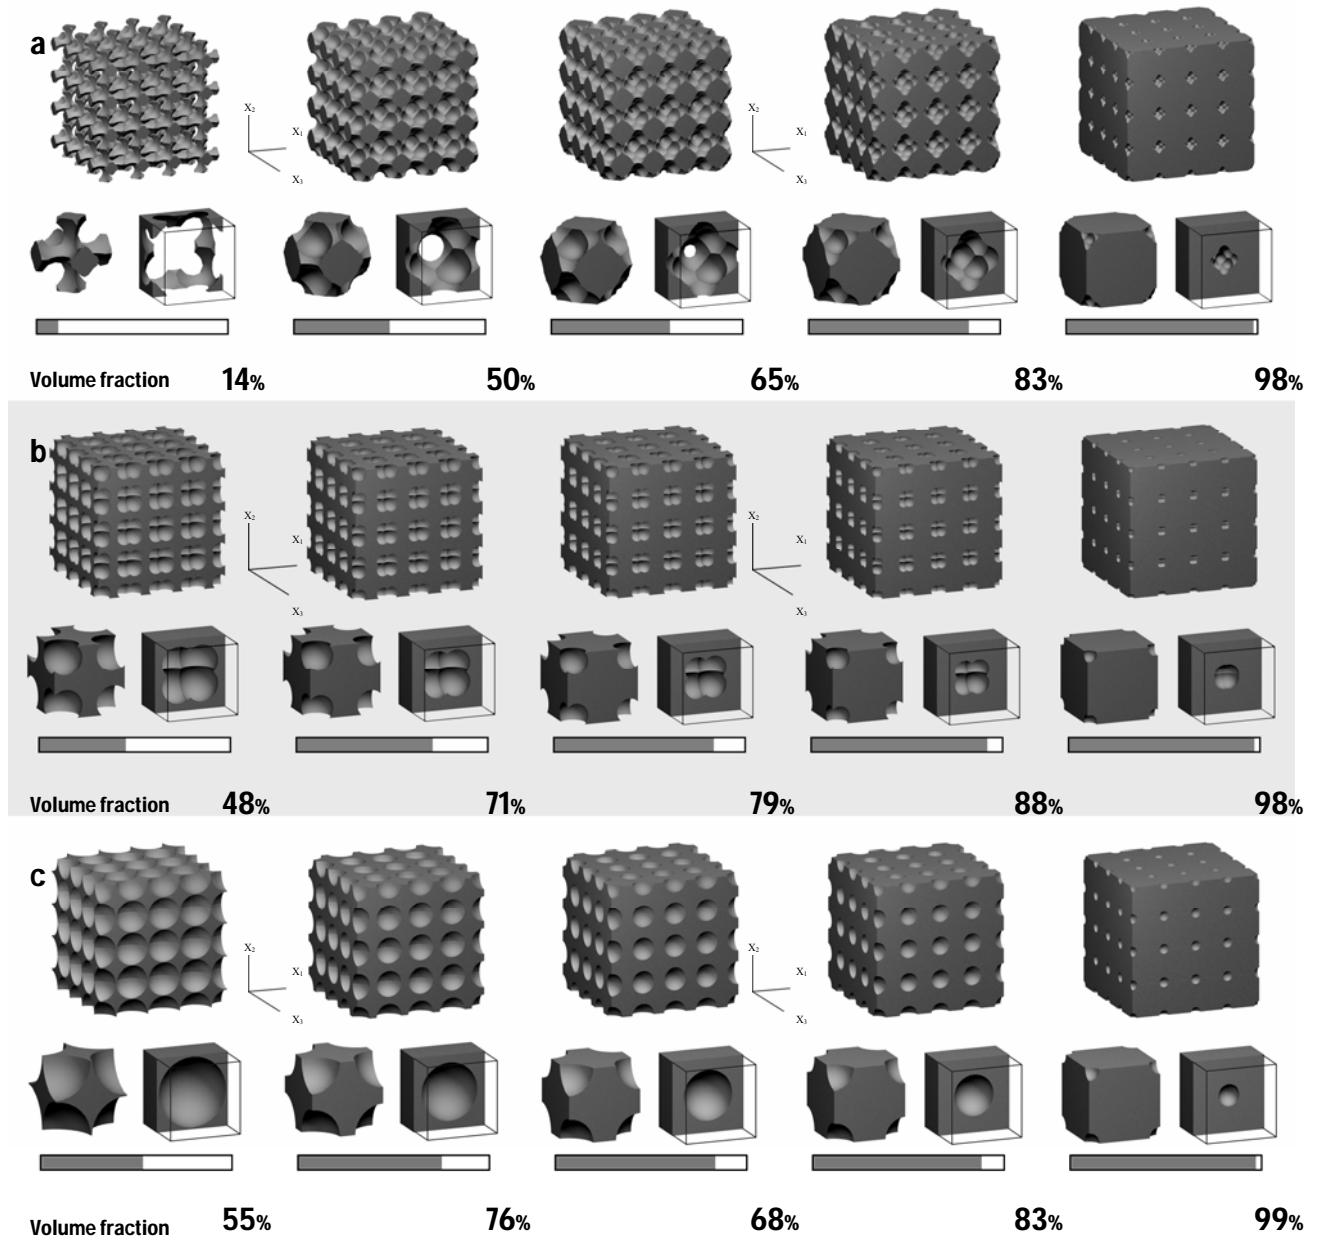 a
X₂
X₁
X₃
X₂
X₁
X₃
Volume fraction 14% 50% 65% 83% 98%
b
X₂
X₁
X₃
X₂
X₁
X₃
Volume fraction 48% 71% 79% 88% 98%
c
X₂
X₁
X₃
X₂
X₁
X₃
Volume fraction 55% 76% 68% 83% 99%